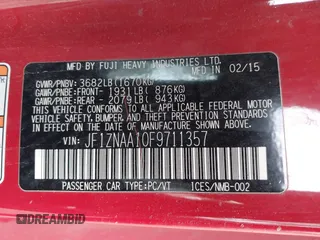 MFD BY FUJI HEAVY INDUSTRIES LTD.
GVWR/PNBV: 3682LB(1670KG) 02/15
GAWR/PNBE:FRONT- 1931LB( 876KG)
GAWR/PNBE:REAR - 2079LB( 943KG)
THIS VEHICLE CONFORMS TO ALL APPLICABLE FEDERAL
MOTOR VEHICLE SAFETY, BUMPER, AND THEFT PREVENTION
STANDARDS IN EFFECT ON THE DATE OF MANUFACTURE
SHOWN ABOVE.
VIN: JF1ZNAA10F9711357
PASSENGER CAR TYPE:PC/VT ICES/NMB-002
DREAMBID